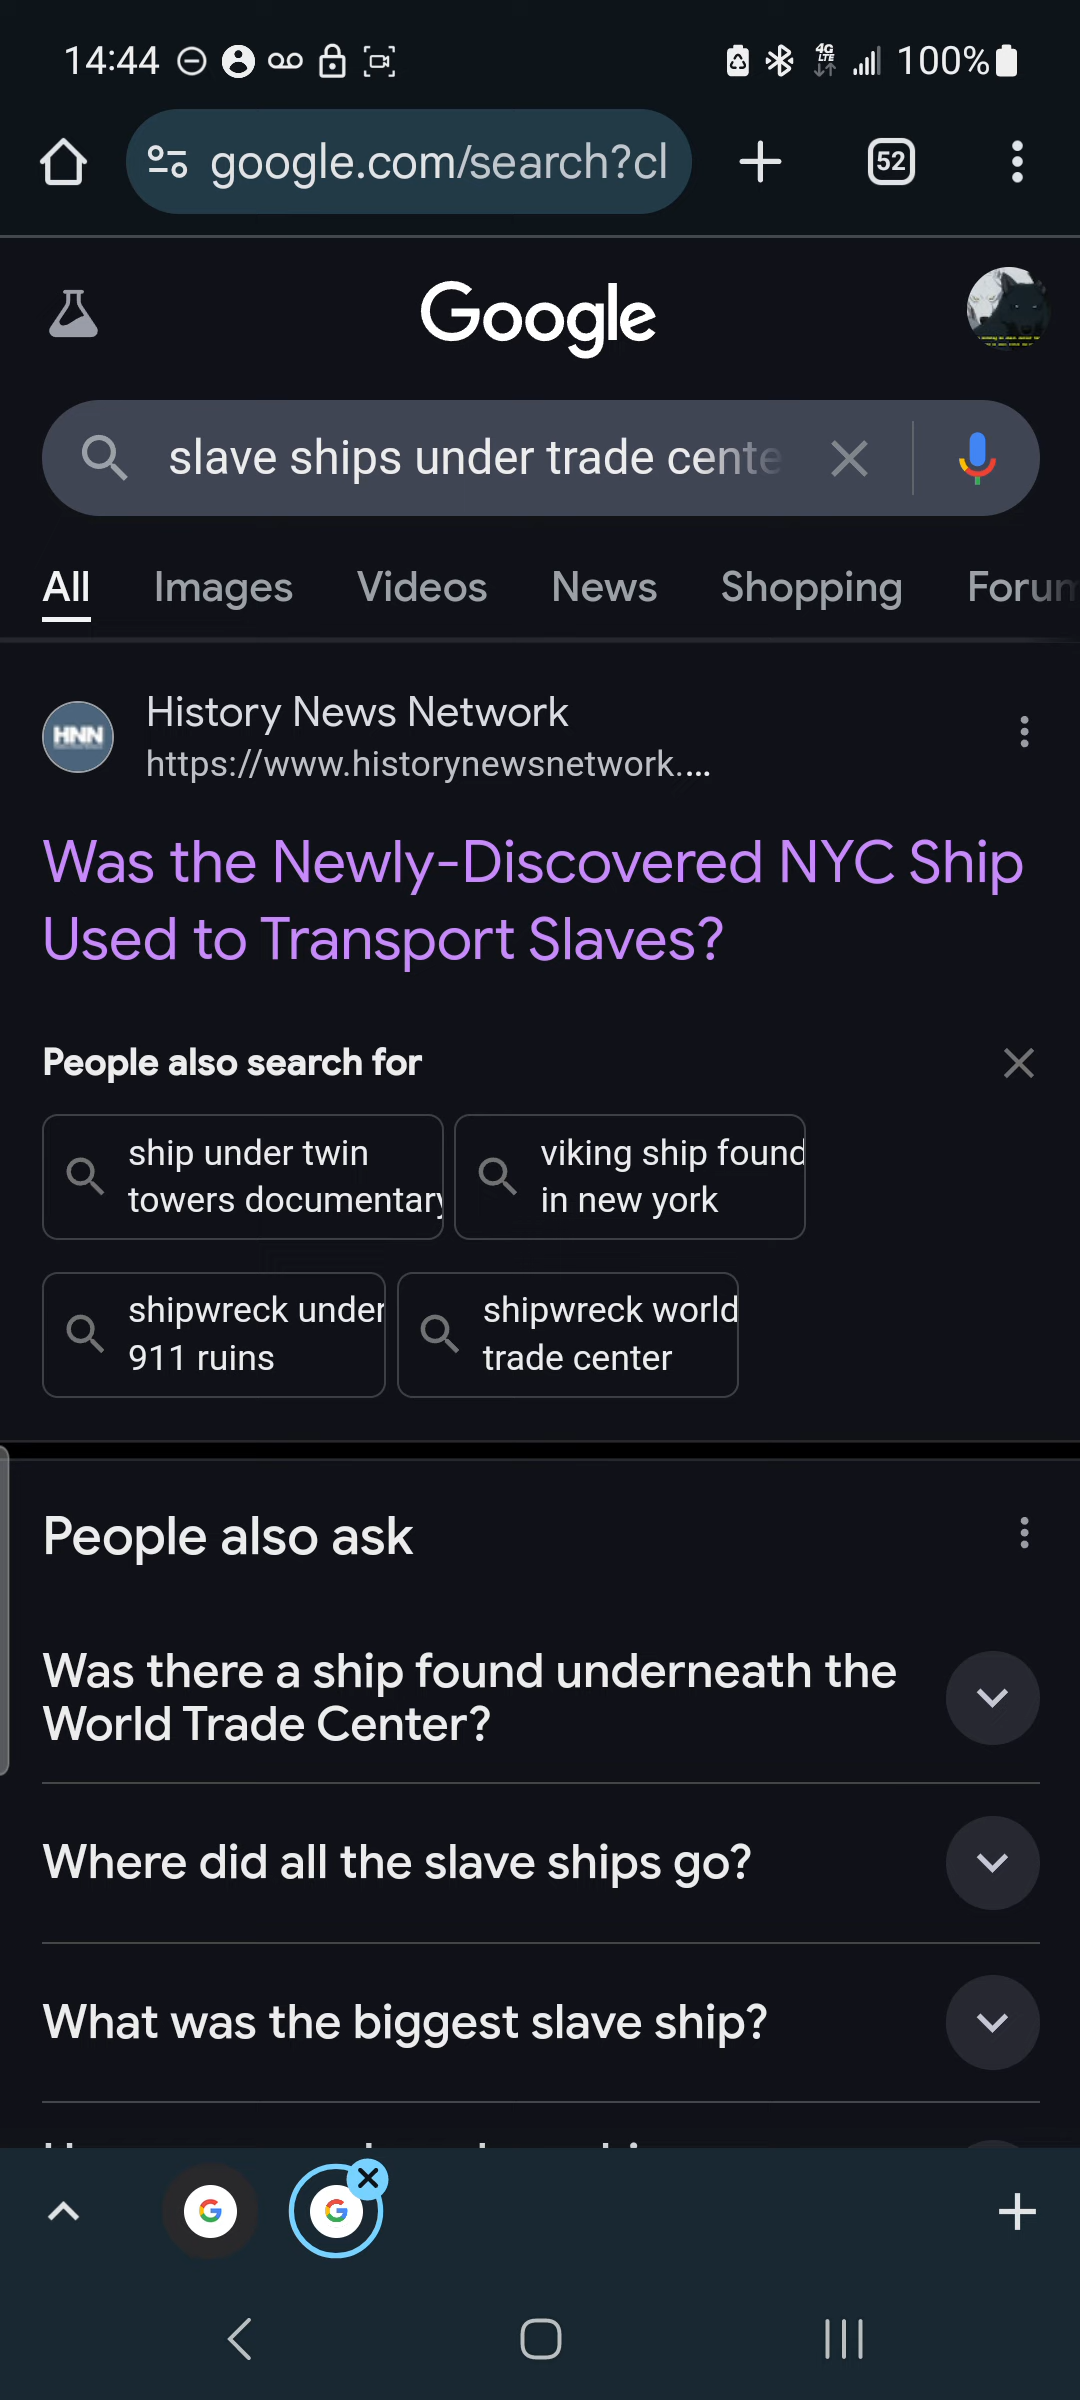 14:44
4G
LTE
100%
google.com/search?cl
52
Google
slave ships under trade cente
All Images Videos News Shopping Forum
HNN
History News Network
https://www.historynewsnetwork....
Was the Newly-Discovered NYC Ship
Used to Transport Slaves?
People also search for
ship under twin
towers documentary
viking ship found
in new york
shipwreck under
911 ruins
shipwreck world
trade center
People also ask
Was there a ship found underneath the
World Trade Center?
Where did all the slave ships go?
What was the biggest slave ship?